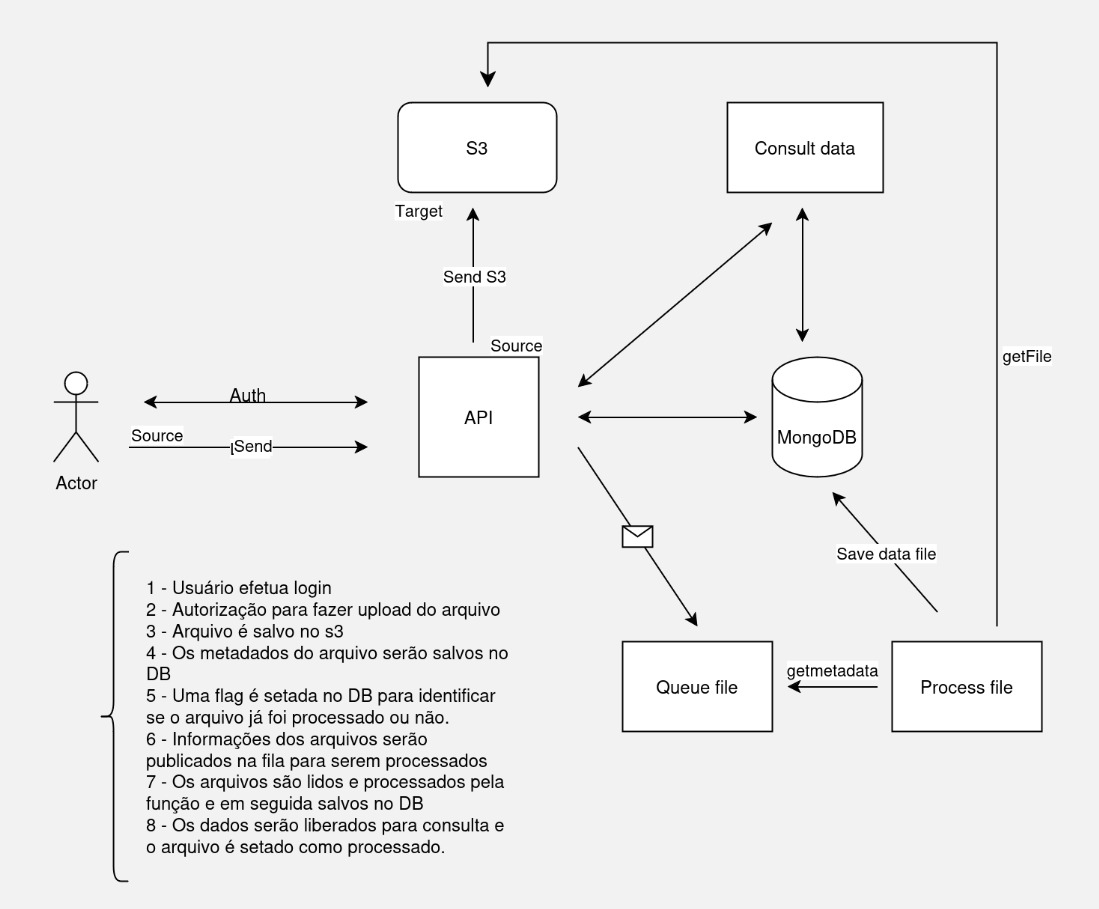 S3
Consult data
Target
Send S3
Source
getFile
Auth
API
MongoDB
Source
Send
Actor
Save data file
1 - Usuário efetua login
2 - Autorização para fazer upload do arquivo
3 - Arquivo é salvo no s3
4 - Os metadados do arquivo serão salvos no
DB
5 - Uma flag é setada no DB para identificar
se o arquivo já foi processado ou não.
6 - Informações dos arquivos serão
publicados na fila para serem processados
7 - Os arquivos são lidos e processados pela
função e em seguida salvos no DB
8 - Os dados serão liberados para consulta e
o arquivo é setado como processado.
getmetadata
Queue file
Process file